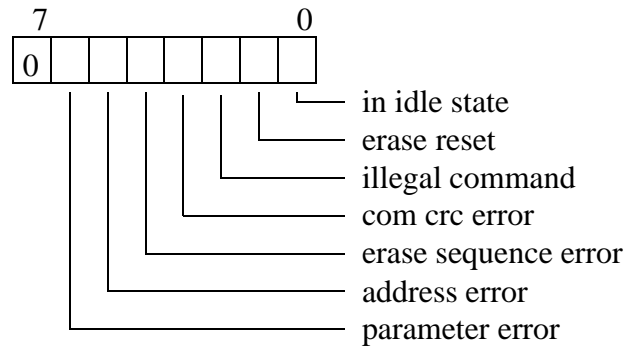 7 0
0
in idle state
erase reset
illegal command
com crc error
erase sequence error
address error
parameter error